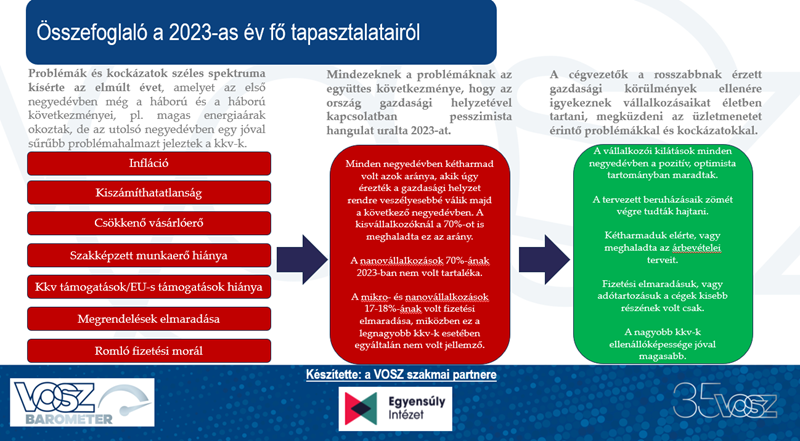 Összefoglaló a 2023-as év fő tapasztalatairól
Problémák és kockázatok széles spektruma
kísérte az elmúlt évet, amelyet az első
negyedévben még a háború és a háború
következményei, pl. magas energiaárak
okoztak, de az utolsó negyedévben egy jóval
sűrűbb problémahalmazt jeleztek a kkv-k.
Infláció
Kiszámíthatatlanság
Csökkenő vásárlóerő
Szakképzett munkaerő hiánya
Kkv támogatások/EU-s támogatások hiánya
Megrendelések elmaradása
Romló fizetési morál
Mindezeknek a problémáknak az
együttes következménye, hogy az
ország gazdasági helyzetével
kapcsolatban pesszimista
hangulat uralta 2023-at.
Minden negyedévben kétharmad
volt azok aránya, akik úgy
érezték a gazdasági helyzet
rendre veszélyesebbé válik majd
a következő negyedévben. A
kisvállalkozóknál a 70%-ot is
meghaladta ez az arány.
A nanovállalkozások 70%-ának
2023-ban nem volt tartaléka.
A mikro- és nanovállalkozások
17-18%-ának volt fizetési
elmaradása, miközben ez a
legnagyobb kkv-k esetében
egyáltalán nem volt jellemző.
A cégvezetők a rosszabbnak érzett
gazdasági körülmények ellenére
igyekeznek vállalkozásaikat életben
tartani, megküzdeni az üzletmenetet
érintő problémákkal és kockázatokkal.
A vállalkozói kilátások minden
negyedévben a pozitív, optimista
tartományban maradtak.
A tervezett beruházásaik zömét
végre tudták hajtani.
Kétharmaduk elérte, vagy
meghaladta az árbevételei
terveit.
Fizetési elmaradásuk, vagy
adótartozásuk a cégek kisebb
részének volt csak.
A nagyobb kkv-k
ellenállóképessége jóval
magasabb.
Készítette: a VOSZ szakmai partnere
VOSZ
BAROMETER
Egyensúly
Intézet
35 VOSZ